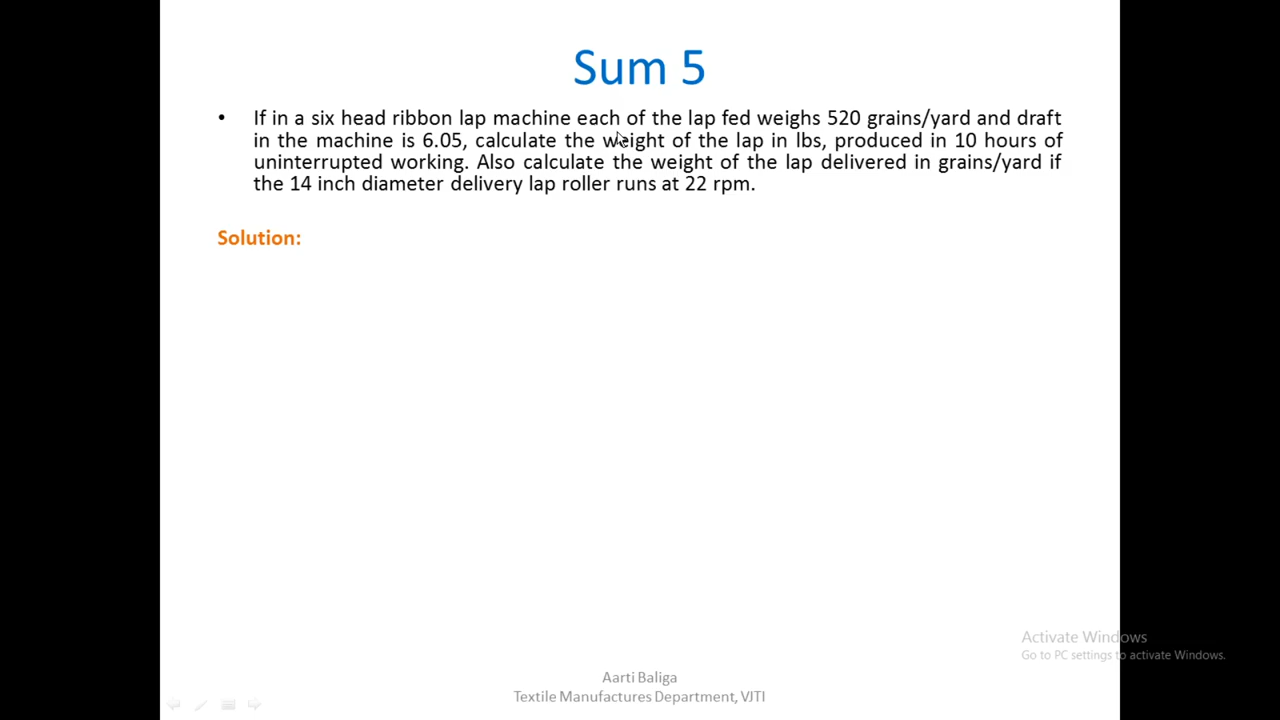 Sum 5
• If in a six head ribbon lap machine each of the lap fed weighs 520 grains/yard and draft
in the machine is 6.05, calculate the weight of the lap in lbs, produced in 10 hours of
uninterrupted working. Also calculate the weight of the lap delivered in grains/yard if
the 14 inch diameter delivery lap roller runs at 22 rpm.
Solution:
Activate Windows
Go to PC settings to activate Windows.
Aarti Baliga
Textile Manufactures Department, VJTI